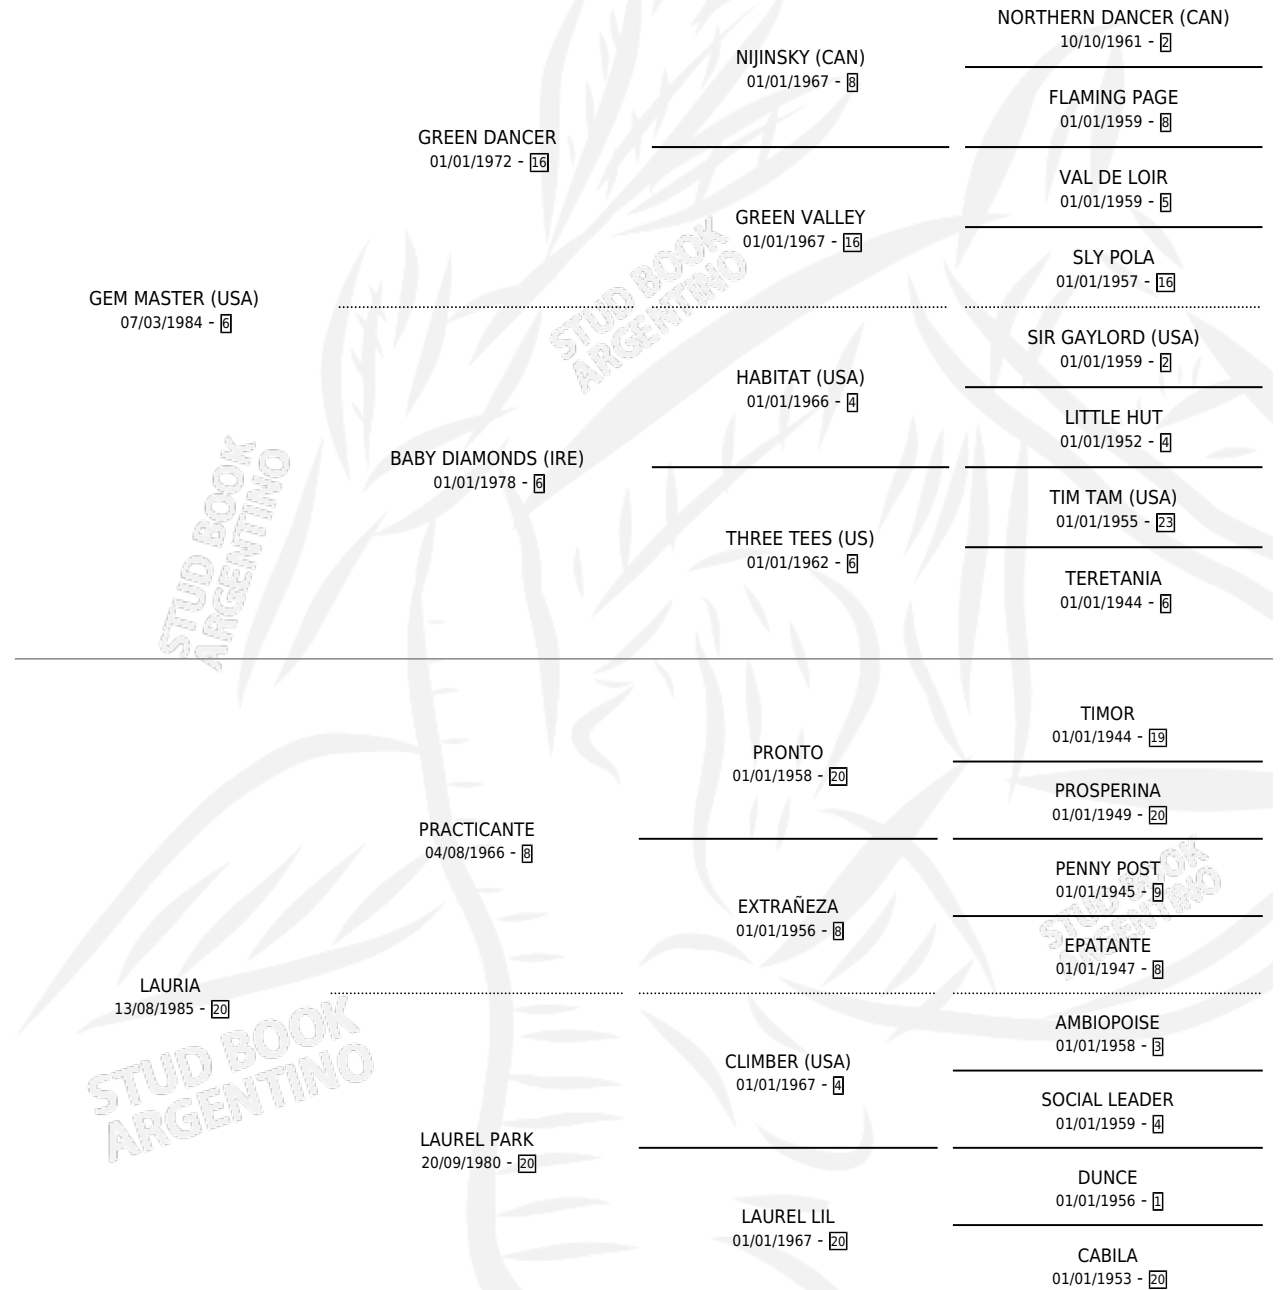 NORTHERN DANCER (CAN)
10/10/1961 - 2
NIJINSKY (CAN)
01/01/1967 - 8
FLAMING PAGE
01/01/1959 - 8
GREEN DANCER
01/01/1972 - 16
VAL DE LOIR
01/01/1959 - 5
GREEN VALLEY
01/01/1967 - 16
SLY POLA
01/01/1957 - 16
GEM MASTER (USA)
07/03/1984 - 6
SIR GAYLORD (USA)
01/01/1959 - 2
HABITAT (USA)
01/01/1966 - 4
LITTLE HUT
01/01/1952 - 4
BABY DIAMONDS (IRE)
01/01/1978 - 6
TIM TAM (USA)
01/01/1955 - 23
THREE TEES (US)
01/01/1962 - 6
TERETANIA
01/01/1944 - 6
STUD BOOK
ARGENTINO
STUD BOOK
ARGENTINO
TIMOR
01/01/1944 - 19
PRONTO
01/01/1958 - 20
PROSPERINA
01/01/1949 - 20
PRACTICANTE
04/08/1966 - 8
PENNY POST
01/01/1945 - 9
EXTRAÑEZA
01/01/1956 - 8
EPATANTE
01/01/1947 - 8
LAURIA
13/08/1985 - 20
AMBIOPOISE
01/01/1958 - 3
CLIMBER (USA)
01/01/1967 - 4
SOCIAL LEADER
01/01/1959 - 4
LAUREL PARK
20/09/1980 - 20
DUNCE
01/01/1956 - 1
LAUREL LIL
01/01/1967 - 20
CABILA
01/01/1953 - 20
STUD BOOK
ARGENTINO
STUD BOOK
ARGENTINO